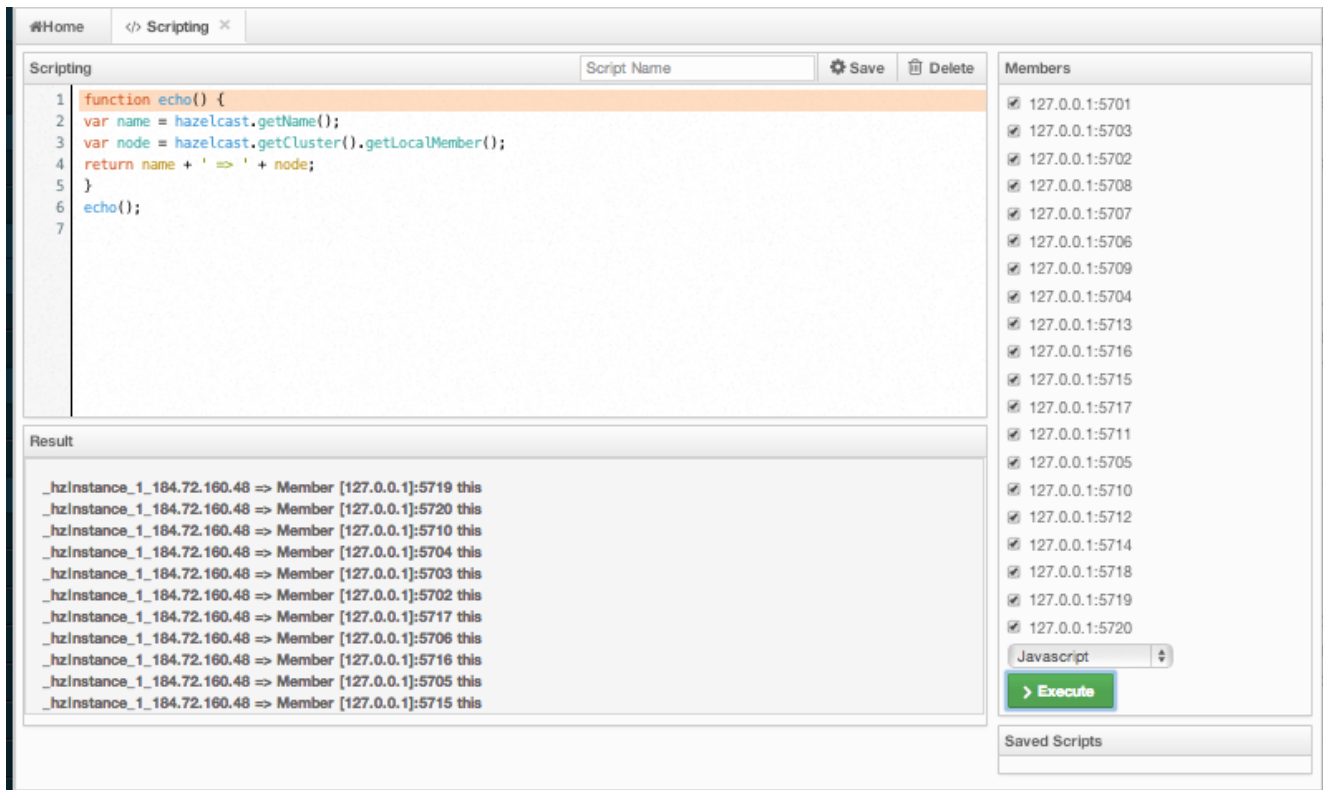 Home
</> Scripting ×
Scripting
Script Name
Save
Delete
1 function echo() {
2 var name = hazelcast.getName();
3 var node = hazelcast.getCluster().getLocalMember();
4 return name + ' => ' + node;
5 }
6 echo();
7
Result
_hzInstance_1_184.72.160.48 => Member [127.0.0.1]:5719 this
_hzInstance_1_184.72.160.48 => Member [127.0.0.1]:5720 this
_hzInstance_1_184.72.160.48 => Member [127.0.0.1]:5710 this
_hzInstance_1_184.72.160.48 => Member [127.0.0.1]:5704 this
_hzInstance_1_184.72.160.48 => Member [127.0.0.1]:5703 this
_hzInstance_1_184.72.160.48 => Member [127.0.0.1]:5702 this
_hzInstance_1_184.72.160.48 => Member [127.0.0.1]:5717 this
_hzInstance_1_184.72.160.48 => Member [127.0.0.1]:5706 this
_hzInstance_1_184.72.160.48 => Member [127.0.0.1]:5716 this
_hzInstance_1_184.72.160.48 => Member [127.0.0.1]:5705 this
_hzInstance_1_184.72.160.48 => Member [127.0.0.1]:5715 this
Members
127.0.0.1:5701
127.0.0.1:5703
127.0.0.1:5702
127.0.0.1:5708
127.0.0.1:5707
127.0.0.1:5706
127.0.0.1:5709
127.0.0.1:5704
127.0.0.1:5713
127.0.0.1:5716
127.0.0.1:5715
127.0.0.1:5717
127.0.0.1:5711
127.0.0.1:5705
127.0.0.1:5710
127.0.0.1:5712
127.0.0.1:5714
127.0.0.1:5718
127.0.0.1:5719
127.0.0.1:5720
Javascript
> Execute
Saved Scripts